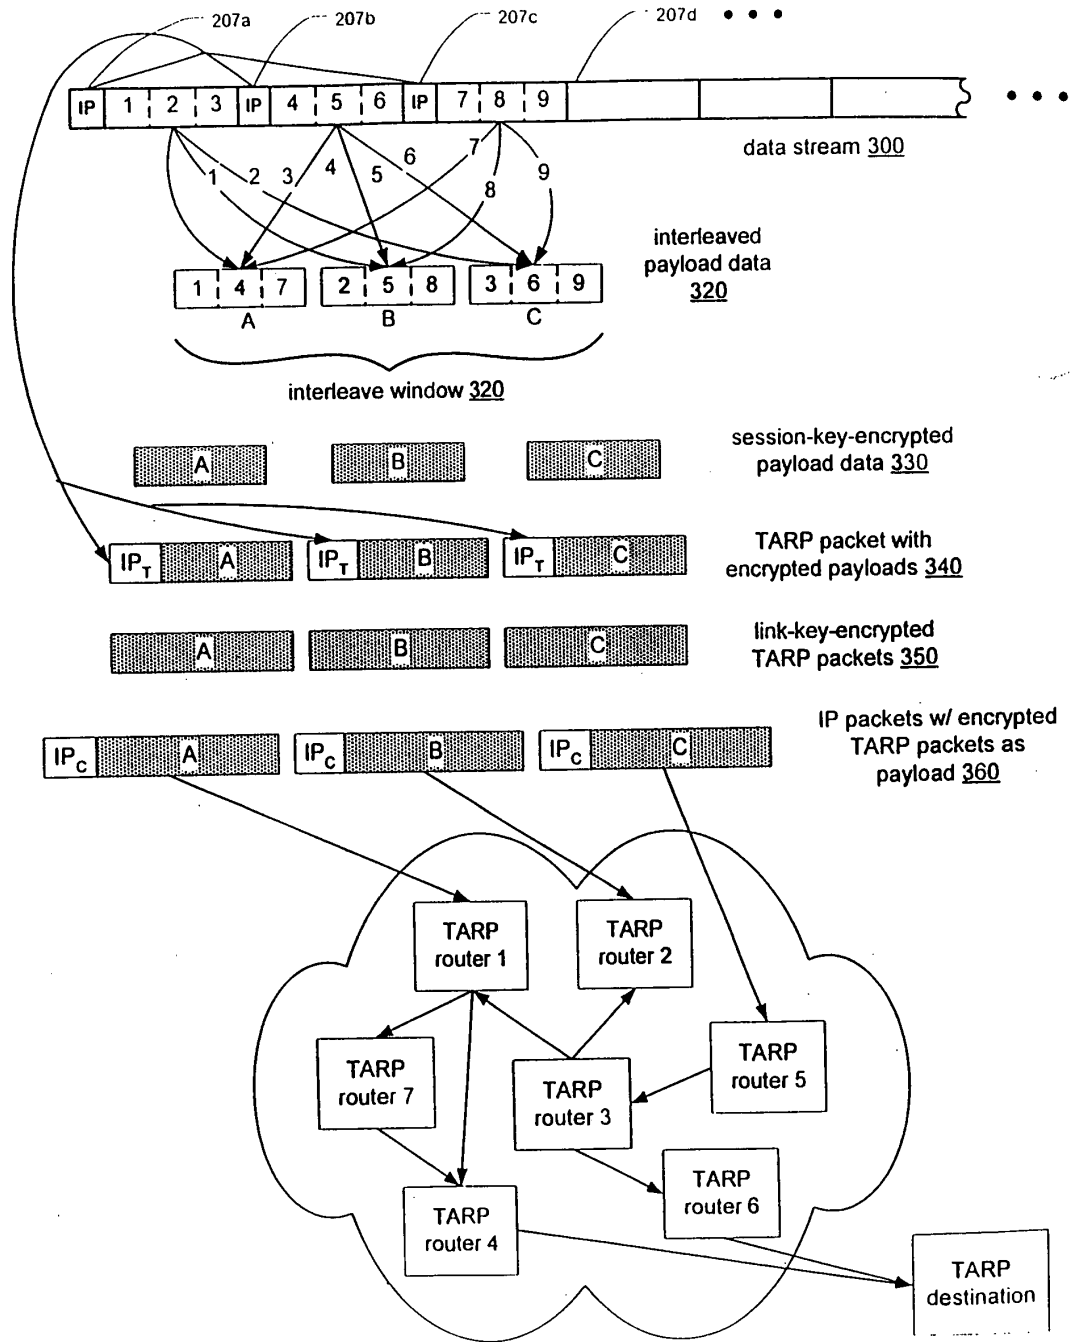 207a 207b 207c 207d • • •
IP 1 2 3 IP 4 5 6 IP 7 8 9 • • •
data stream 300
1 2 3 4 5 6 7 8 9
interleaved
payload data
320
1 4 7 2 5 8 3 6 9
A B C
interleave window 320
session-key-encrypted
payload data 330
A B C
TARP packet with
encrypted payloads 340
IPT A IPT B IPT C
link-key-encrypted
TARP packets 350
A B C
IP packets w/ encrypted
TARP packets as
payload 360
IPC A IPC B IPC C
TARP
router 1
TARP
router 2
TARP
router 5
TARP
router 7
TARP
router 3
TARP
router 6
TARP
router 4
TARP
destination